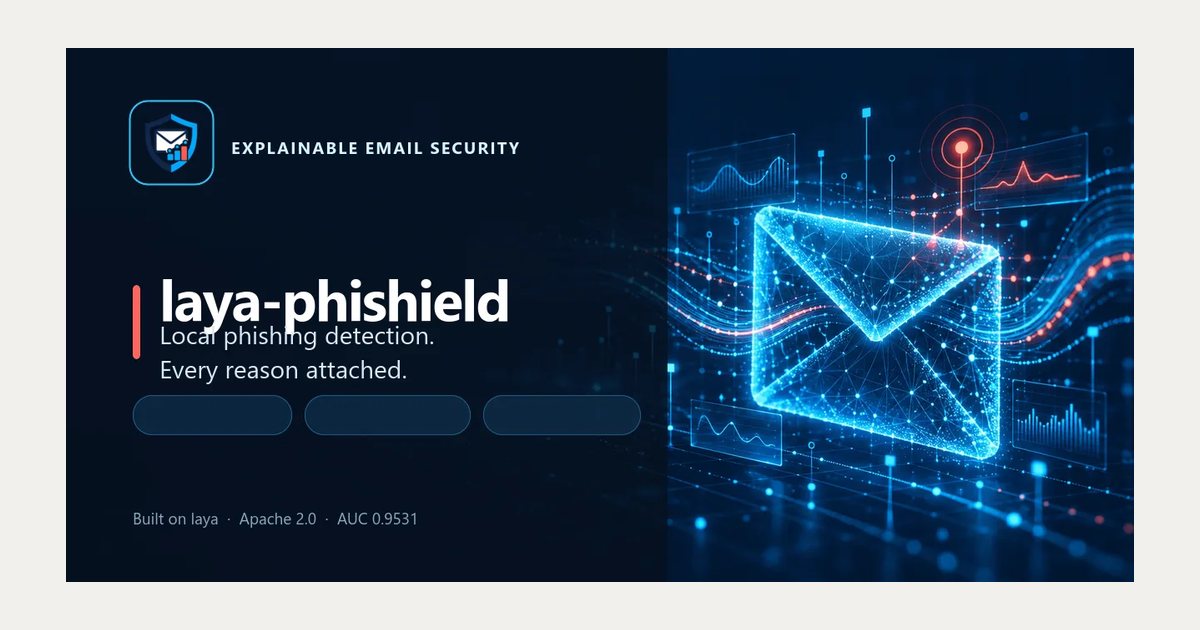 EXPLAINABLE EMAIL SECURITY
laya-phishield
Local phishing detection.
Every reason attached.
Built on laya · Apache 2.0 · AUC 0.9531